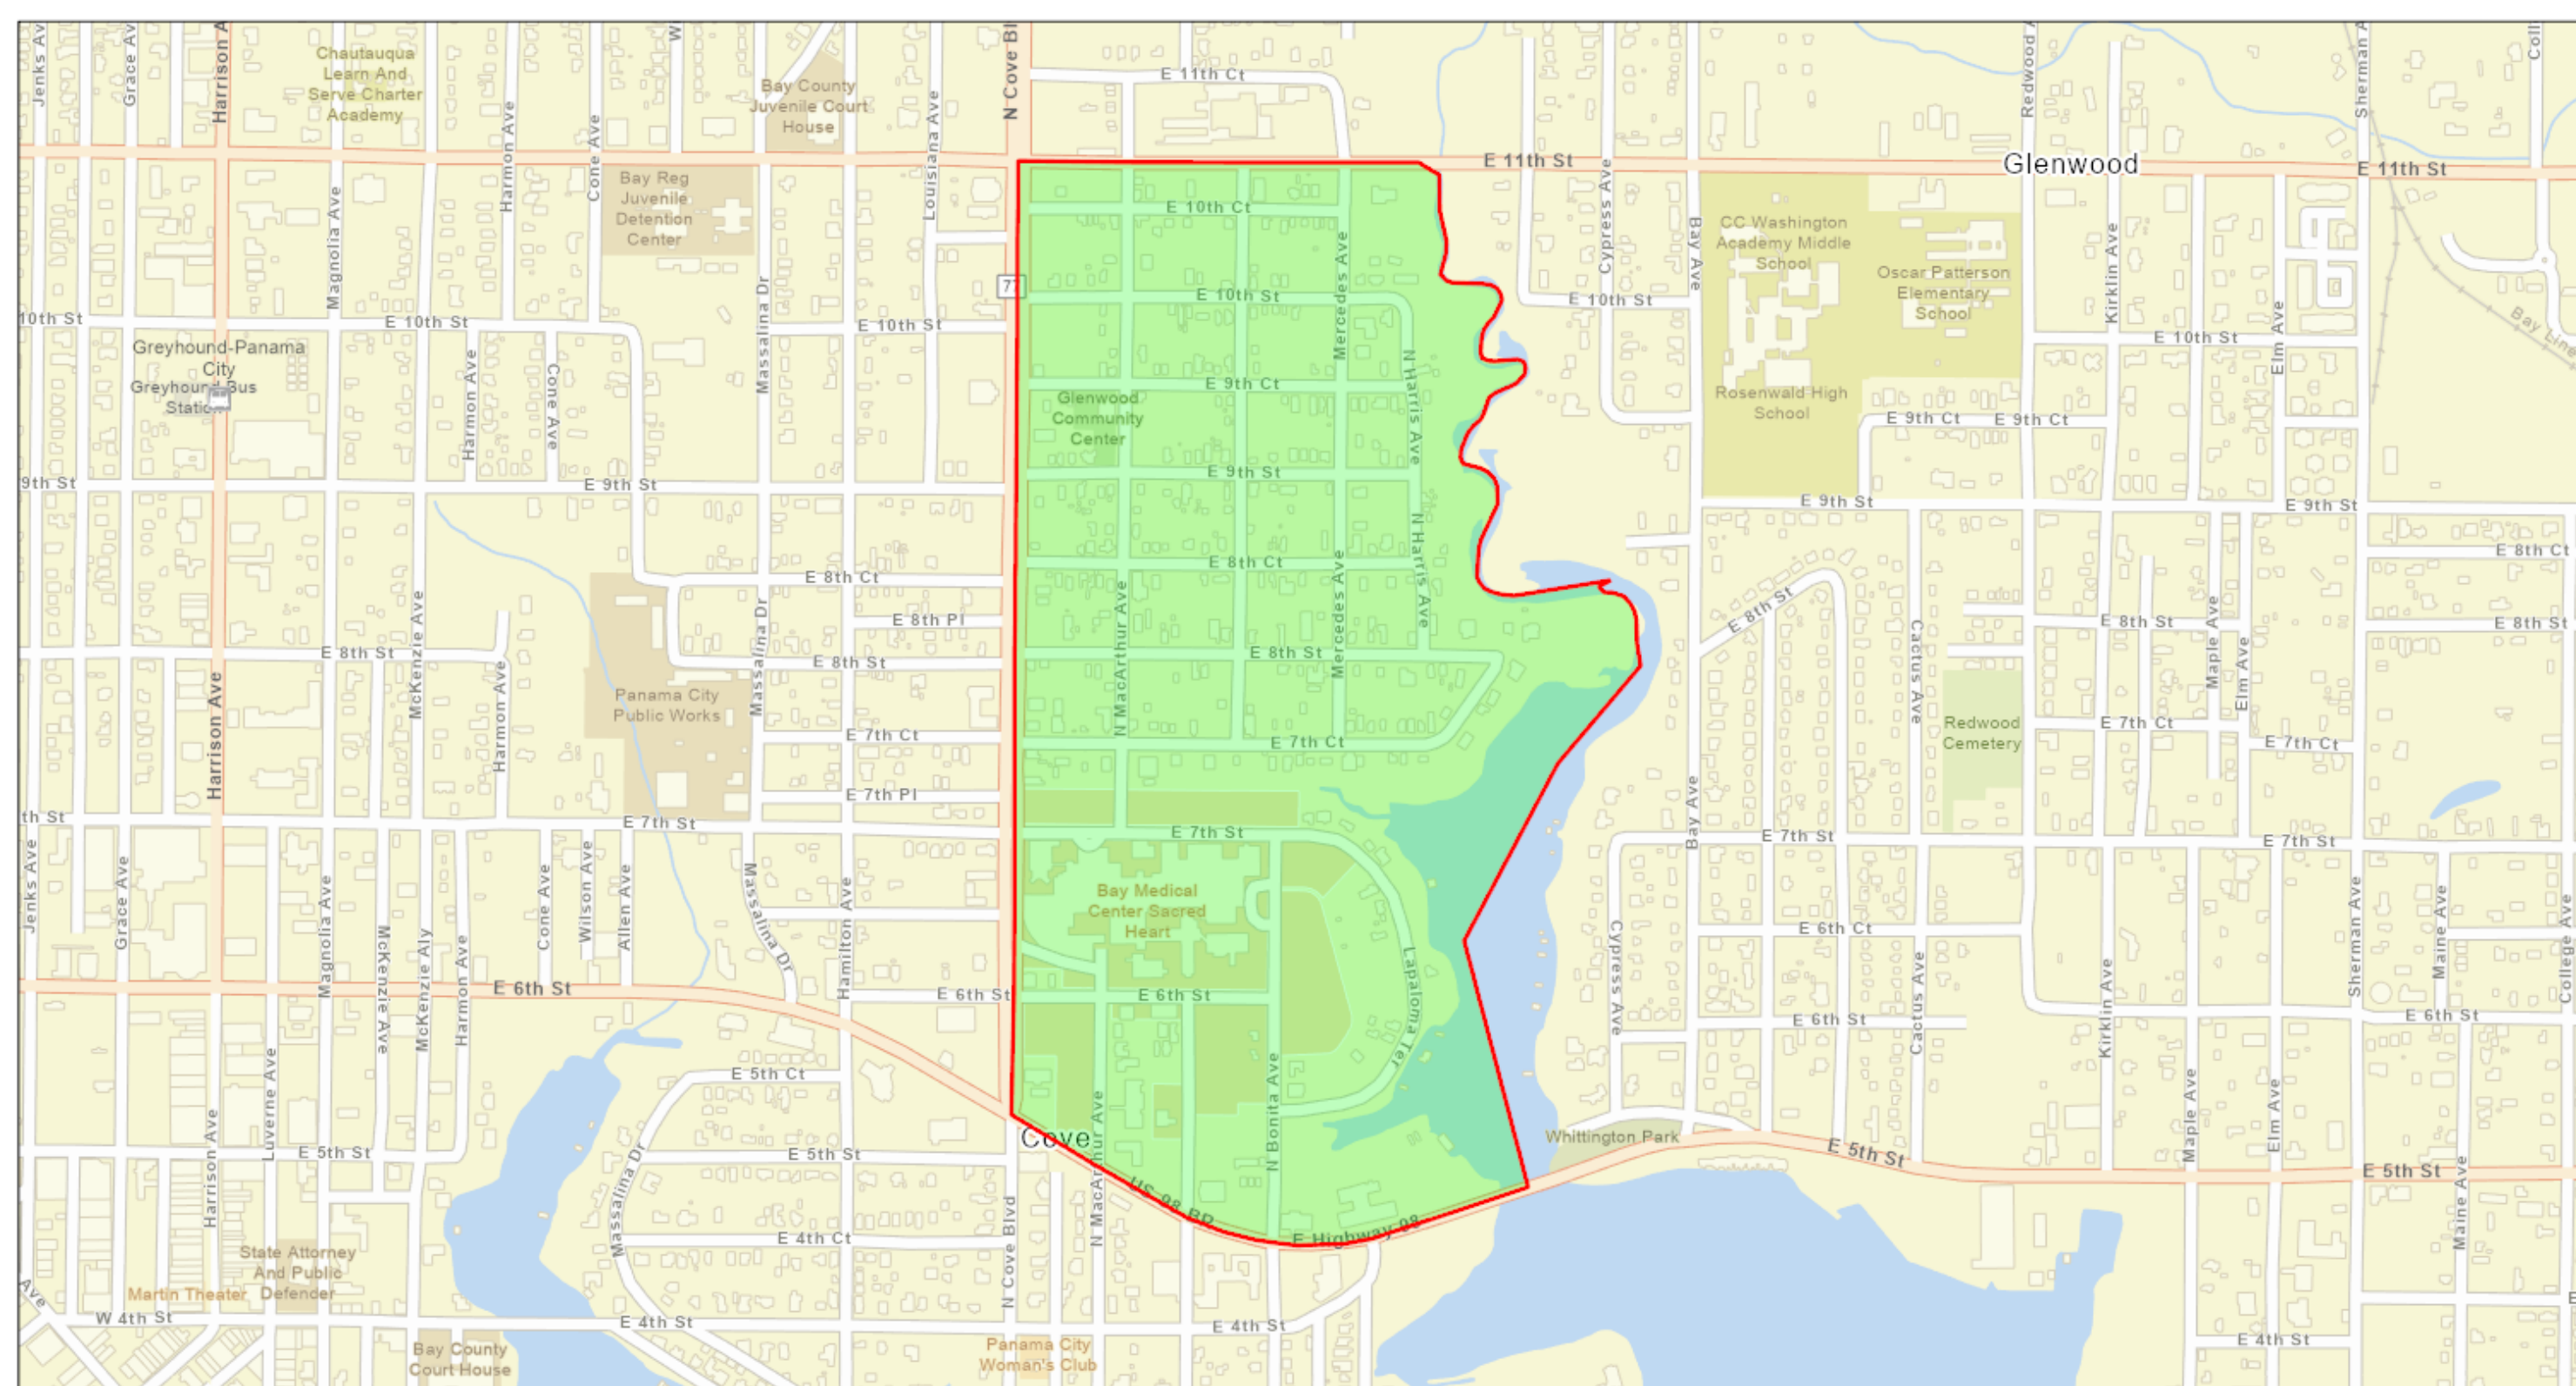 Jenks Av
Grace Av
Harrison A
Chautauqua
Learn And
Serve Charter
Academy
Harmon Ave
Cone Ave
W
Bay County
Juvenile Court
House
Louisiana Ave
N Cove Bl
E 11th Ct
E 11th St
Cypress Ave
Bay Ave
Redwood A
Glenwood
Sherman A
E 11th St
Coll
Bay Reg
Juvenile
Detention
Center
Magnolia Ave
Massalina Dr
77
E 10th Ct
Mercedes Ave
E 10th St
E 10th St
CC Washington
Academy Middle
School
Oscar Patterson
Elementary
School
Kirklin Ave
Elm Ave
E 10th St
Bay Line
10th St
E 10th St
E 10th St
Greyhound-Panama
City
Greyhound Bus
Harmon Ave
Cone Ave
E 9th Ct
N Harris Ave
Glenwood
Community
Center
Rosenwald High
School
E 9th Ct
E 9th Ct
9th St
E 9th St
E 9th St
E 9th St
E 9th St
E 8th Ct
E 8th Ct
Mercedes Ave
N Harris Ave
E 8th Ct
McKenzie Ave
Massalina Dr
N MacArthur Ave
E 8th Pl
E 8th St
Cactus Ave
E 8th St
Maple Ave
Elm Ave
E 8th St
E 8th St
E 8th St
E 8th St
Harrison Ave
Harmon Ave
Panama City
Public Works
E 7th Ct
E 7th Ct
Redwood
Cemetery
E 7th Ct
E 7th Ct
E 7th Pl
Bay Ave
th St
E 7th St
E 7th St
E 7th St
E 7th St
Jenks Ave
Grace Ave
Magnolia Ave
McKenzie Ave
McKenzie Aly
Harmon Ave
Cone Ave
Wilson Ave
Allen Ave
Massalina Dr
Hamilton Ave
Bay Medical
Center Sacred
Heart
Lapaloma Ter
Cypress Ave
E 6th Ct
Cactus Ave
Kirklin Ave
Sherman Ave
Maine Ave
College Ave
E 6th St
E 6th St
E 6th St
E 6th St
E 6th St
Luverne Ave
E 5th Ct
N MacArthur Ave
N Bonita Ave
Maple Ave
Elm Ave
Cove
Whittington Park
Harrison Ave
E 5th St
Massalina Dr
E 5th St
E 5th St
E 5th St
Maine Ave
US-98 BR
E Highway 98
E 4th Ct
N Cove Blvd
State Attorney
And Public
Defender
Martin Theater
Ave
W 4th St
E 4th St
E 4th St
E 4th St
Bay County
Court House
Panama City
Woman's Club